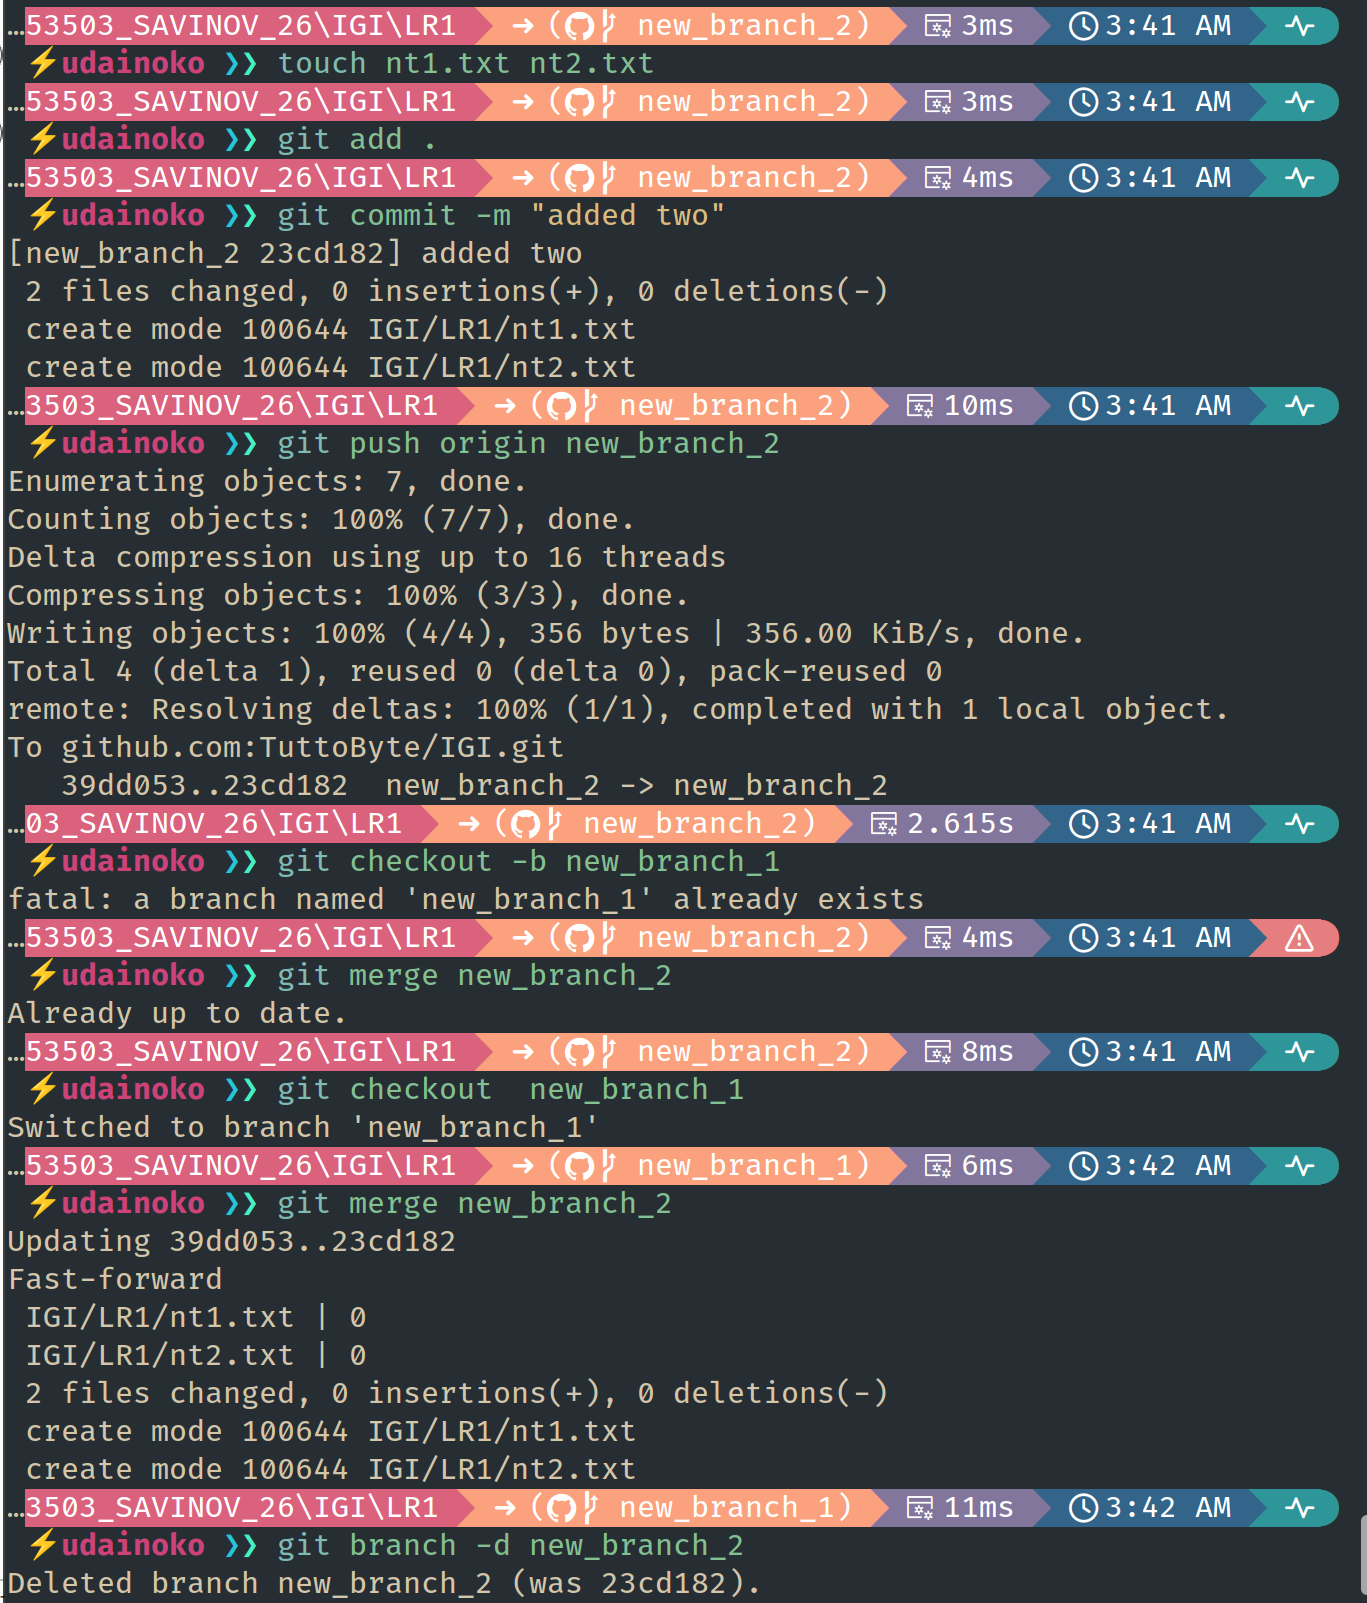 …53503_SAVINOV_26\IGI\LR1 ➜ ( new_branch_2) 3ms 3:41 AM
⚡udainoko ❯❯ touch nt1.txt nt2.txt
…53503_SAVINOV_26\IGI\LR1 ➜ ( new_branch_2) 3ms 3:41 AM
⚡udainoko ❯❯ git add .
…53503_SAVINOV_26\IGI\LR1 ➜ ( new_branch_2) 4ms 3:41 AM
⚡udainoko ❯❯ git commit -m "added two"
[new_branch_2 23cd182] added two
2 files changed, 0 insertions(+), 0 deletions(-)
create mode 100644 IGI/LR1/nt1.txt
create mode 100644 IGI/LR1/nt2.txt
…3503_SAVINOV_26\IGI\LR1 ➜ ( new_branch_2) 10ms 3:41 AM
⚡udainoko ❯❯ git push origin new_branch_2
Enumerating objects: 7, done.
Counting objects: 100% (7/7), done.
Delta compression using up to 16 threads
Compressing objects: 100% (3/3), done.
Writing objects: 100% (4/4), 356 bytes | 356.00 KiB/s, done.
Total 4 (delta 1), reused 0 (delta 0), pack-reused 0
remote: Resolving deltas: 100% (1/1), completed with 1 local object.
To github.com:TuttoByte/IGI.git
39dd053..23cd182  new_branch_2 -> new_branch_2
…03_SAVINOV_26\IGI\LR1 ➜ ( new_branch_2) 2.615s 3:41 AM
⚡udainoko ❯❯ git checkout -b new_branch_1
fatal: a branch named 'new_branch_1' already exists
…53503_SAVINOV_26\IGI\LR1 ➜ ( new_branch_2) 4ms 3:41 AM
⚡udainoko ❯❯ git merge new_branch_2
Already up to date.
…53503_SAVINOV_26\IGI\LR1 ➜ ( new_branch_2) 8ms 3:41 AM
⚡udainoko ❯❯ git checkout  new_branch_1
Switched to branch 'new_branch_1'
…53503_SAVINOV_26\IGI\LR1 ➜ ( new_branch_1) 6ms 3:42 AM
⚡udainoko ❯❯ git merge new_branch_2
Updating 39dd053..23cd182
Fast-forward
IGI/LR1/nt1.txt | 0
IGI/LR1/nt2.txt | 0
2 files changed, 0 insertions(+), 0 deletions(-)
create mode 100644 IGI/LR1/nt1.txt
create mode 100644 IGI/LR1/nt2.txt
…3503_SAVINOV_26\IGI\LR1 ➜ ( new_branch_1) 11ms 3:42 AM
⚡udainoko ❯❯ git branch -d new_branch_2
Deleted branch new_branch_2 (was 23cd182).